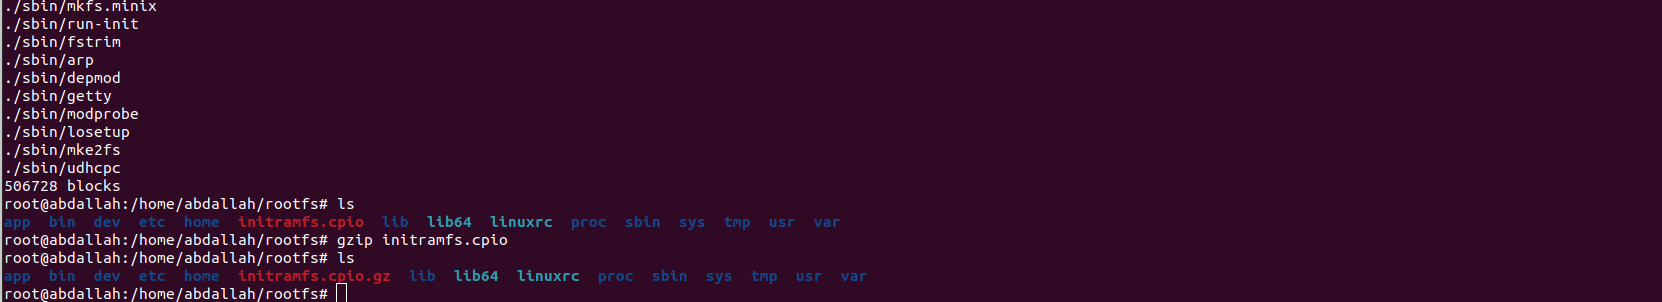 ./sbin/mkfs.minix
./sbin/run-init
./sbin/fstrim
./sbin/arp
./sbin/depmod
./sbin/getty
./sbin/modprobe
./sbin/losetup
./sbin/mke2fs
./sbin/udhcpc
506728 blocks
root@abdallah:/home/abdallah/rootfs# ls
app bin dev etc home initramfs.cpio lib lib64 linuxrc proc sbin sys tmp usr var
root@abdallah:/home/abdallah/rootfs# gzip initramfs.cpio
root@abdallah:/home/abdallah/rootfs# ls
app bin dev etc home initramfs.cpio.gz lib lib64 linuxrc proc sbin sys tmp usr var
root@abdallah:/home/abdallah/rootfs#